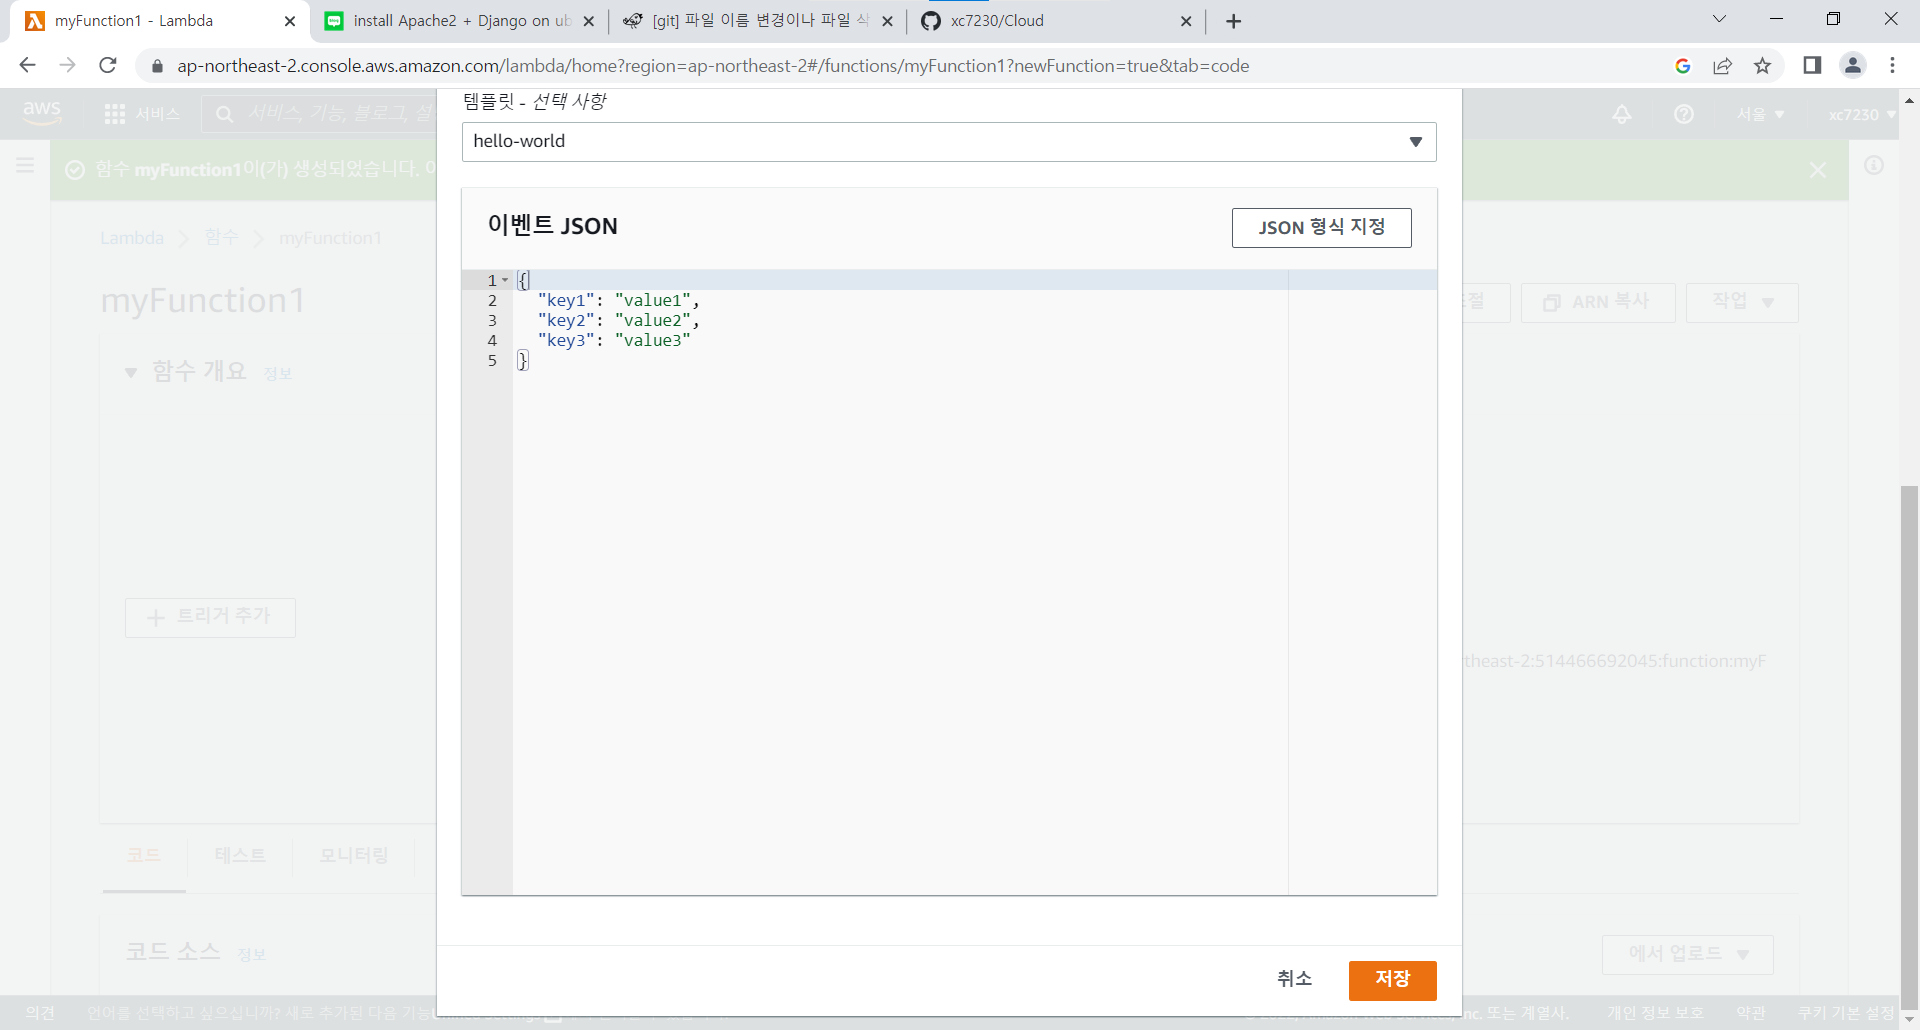 myFunction1 - Lambda
install Apache2 + Django on ub
[git] 파일 이름 변경이나 파일 삭
xc7230/Cloud
ap-northeast-2.console.aws.amazon.com/lambda/home?region=ap-northeast-2#/functions/myFunction1?newFunction=true&tab=code
aws
서비스
서비스, 기능, 블로그, 설
서울
xc7230
함수 myFunction1이(가) 생성되었습니다.
Lambda
함수
myFunction1
myFunction1
ARN 복사
작업
함수 개요 정보
트리거 추가
theast-2:514466692045:function:myF
코드
테스트
모니터링
코드 소스 정보
에서 업로드
템플릿 - 선택 사항
hello-world
이벤트 JSON
JSON 형식 지정
1 {
2 "key1": "value1",
3 "key2": "value2",
4 "key3": "value3"
5 }
취소
저장
의견
언어를 선택하고 싶으십니까? 새로 추가된 다음 기능
Inc. 또는 계열사.
개인 정보 보호
약관
쿠키 기본 설정